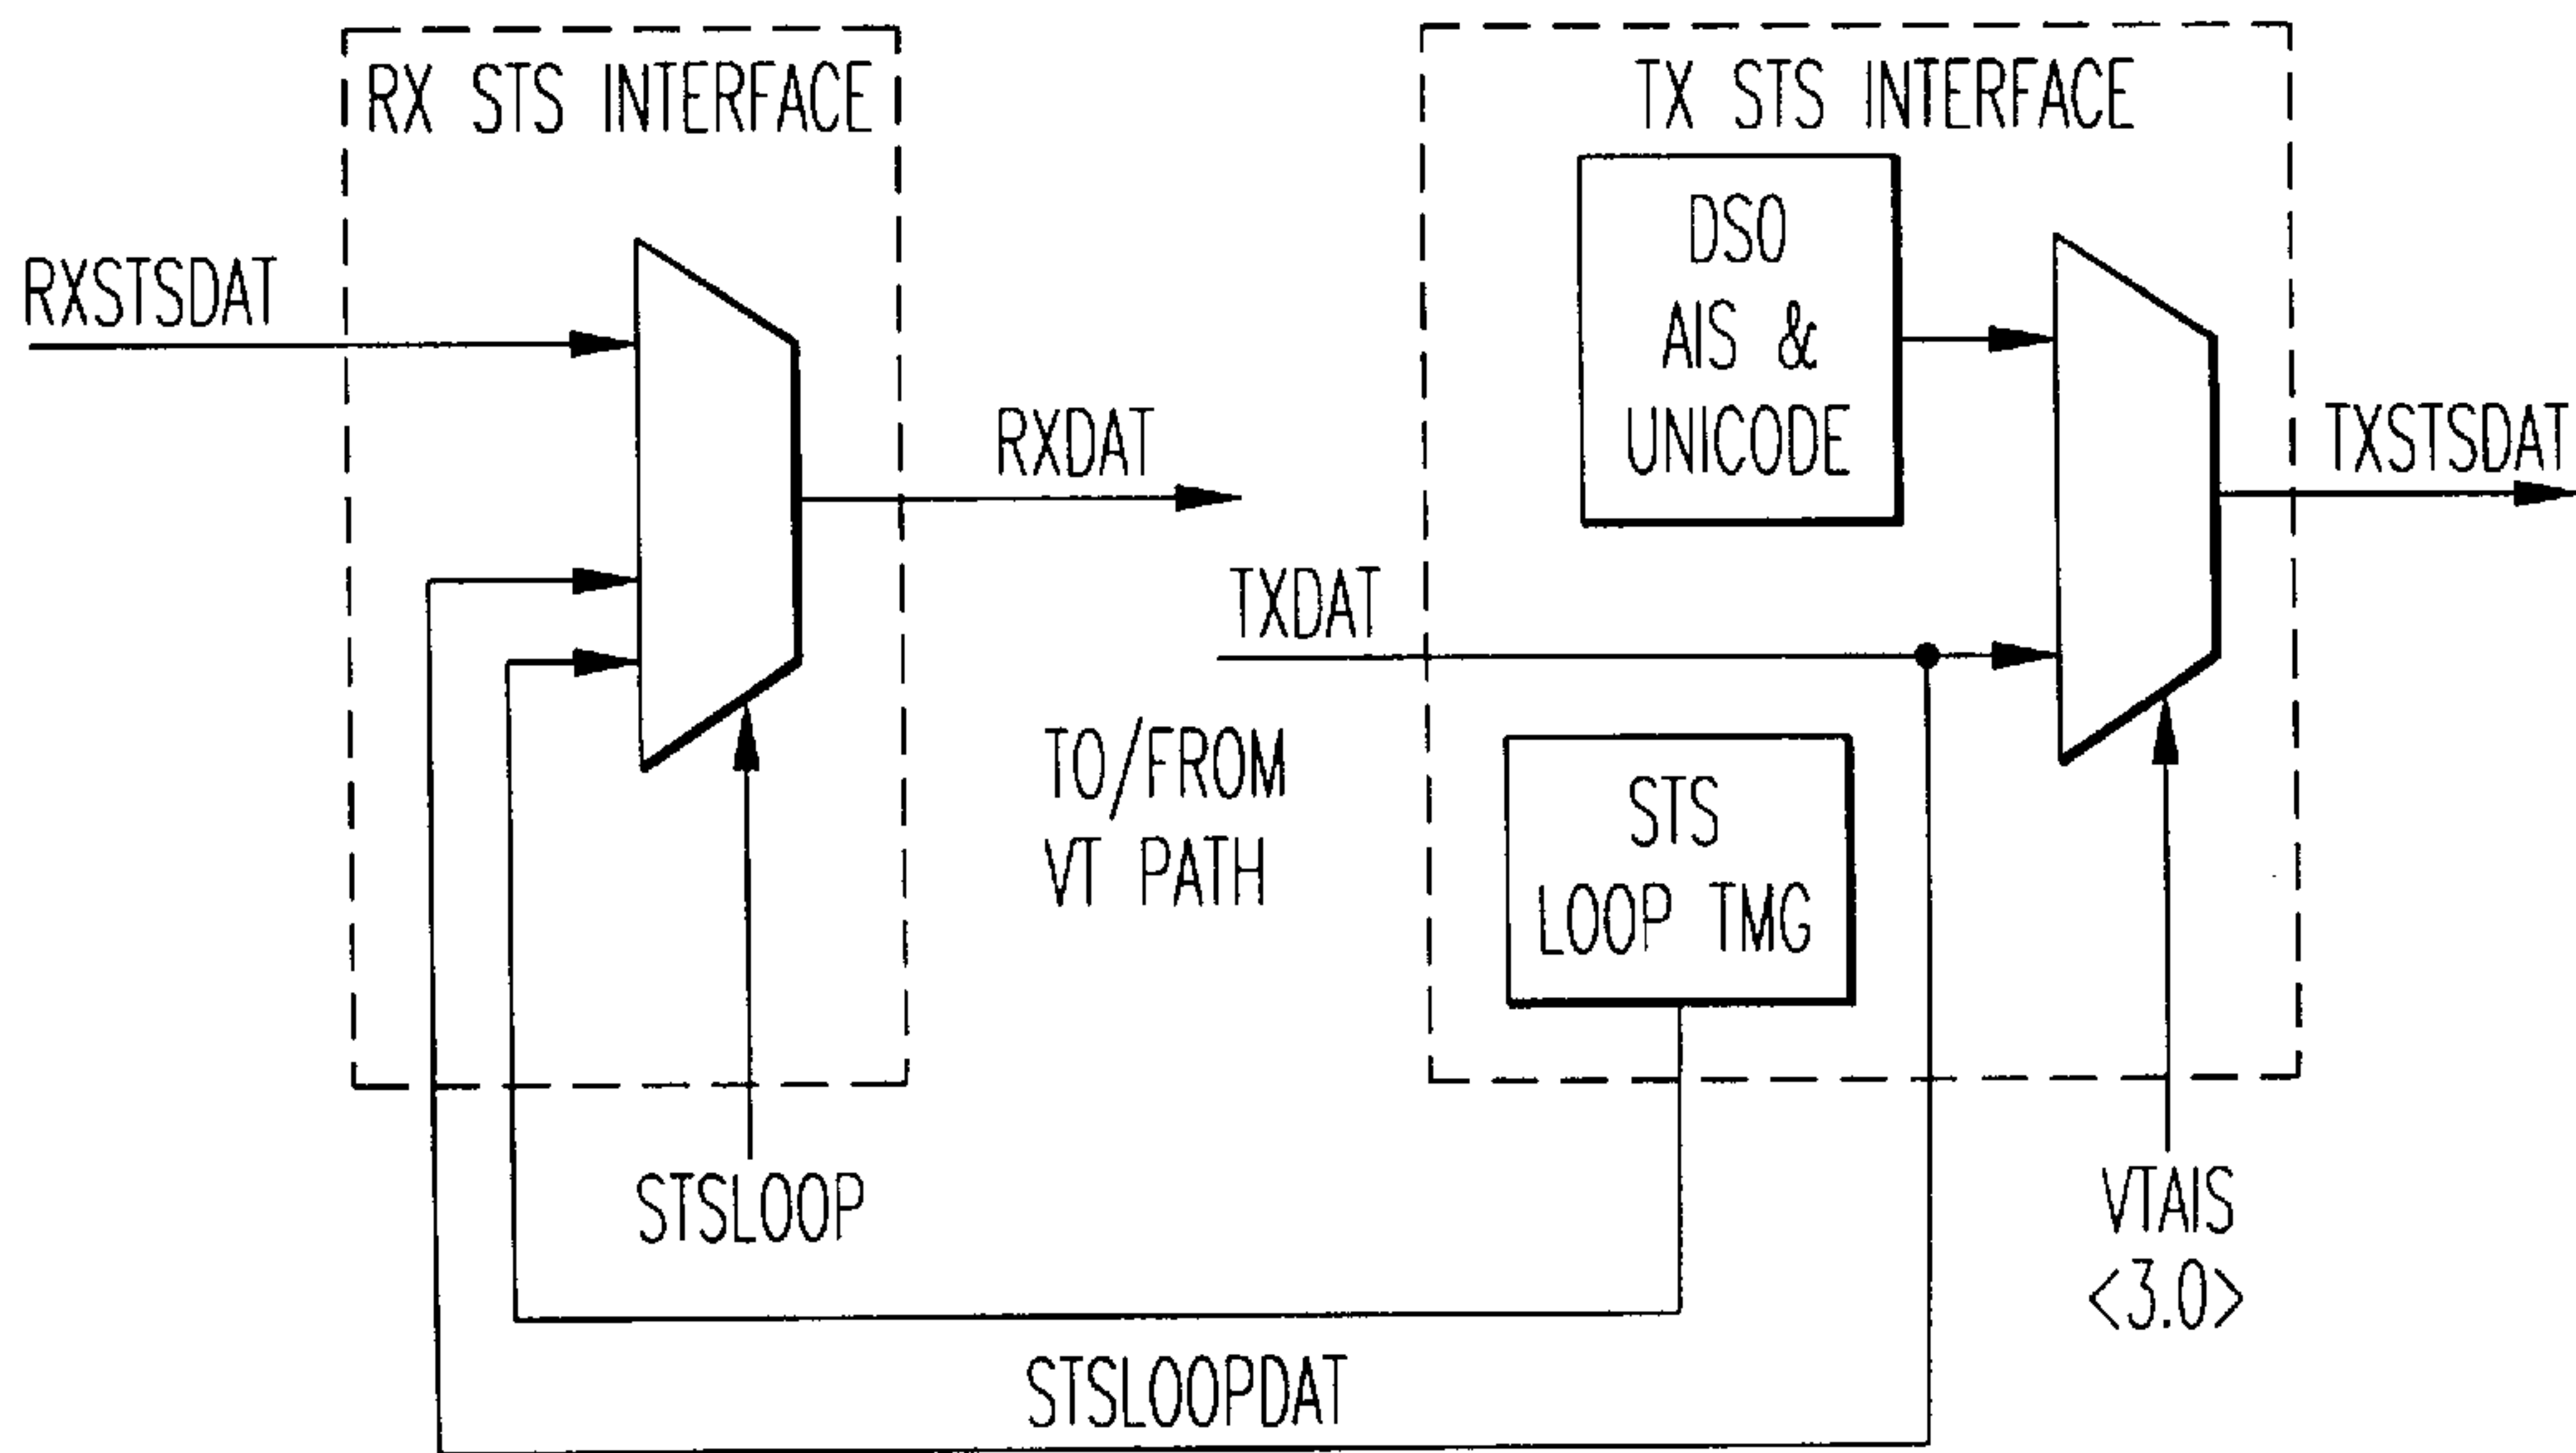 RX STS INTERFACE
TX STS INTERFACE
DS0
AIS &
UNICODE
RXSTSDAT
RXDAT
TXSTSDAT
TXDAT
TO/FROM
VT PATH
STS
LOOP TMG
STSLOOP
VTAIS
<3.0>
STSLOOPDAT